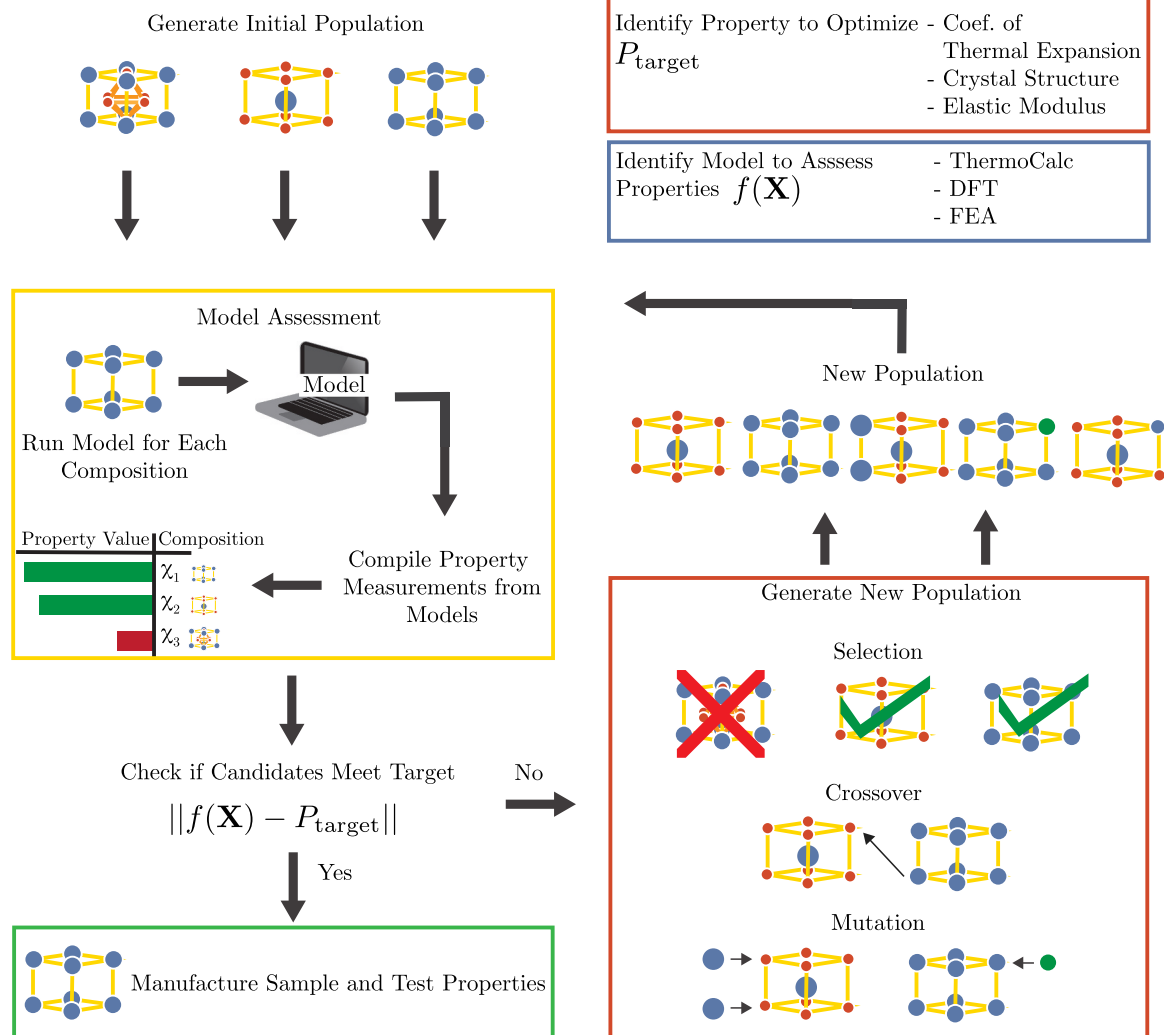 Generate Initial Population
Identify Property to Optimize - Coef. of
P_target Thermal Expansion
- Crystal Structure
- Elastic Modulus
Identify Model to Asssess - ThermoCalc
Properties f(X) - DFT
- FEA
Model Assessment
Model
Run Model for Each
Composition
Property Value Composition
χ₁
χ₂
χ₃
Compile Property
Measurements from
Models
Check if Candidates Meet Target
||f(X) − P_target||
No
Yes
Manufacture Sample and Test Properties
New Population
Generate New Population
Selection
Crossover
Mutation